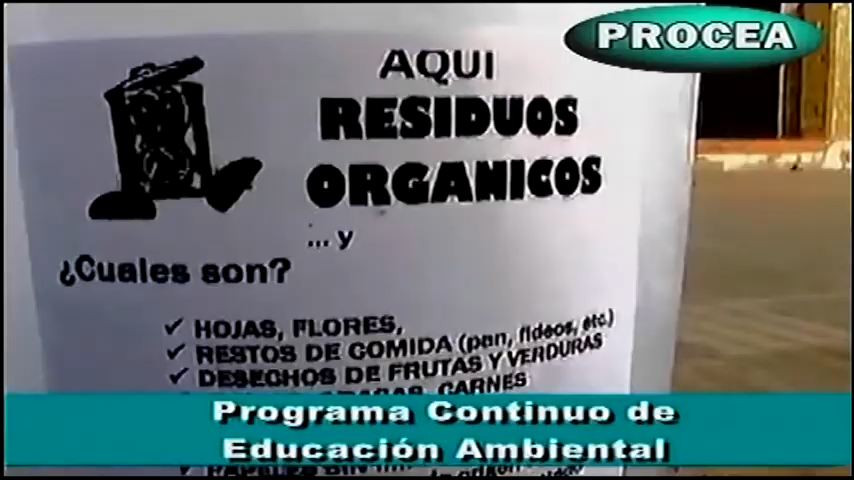 PROCEA
AQUI
RESIDUOS
ORGANICOS
... y
¿Cuales son?
✓ HOJAS, FLORES,
✓ RESTOS DE COMIDA (pan, fideos, etc.)
✓ DESECHOS DE FRUTAS Y VERDURAS
CARNES
Programa Continuo de
Educación Ambiental
PAPELES